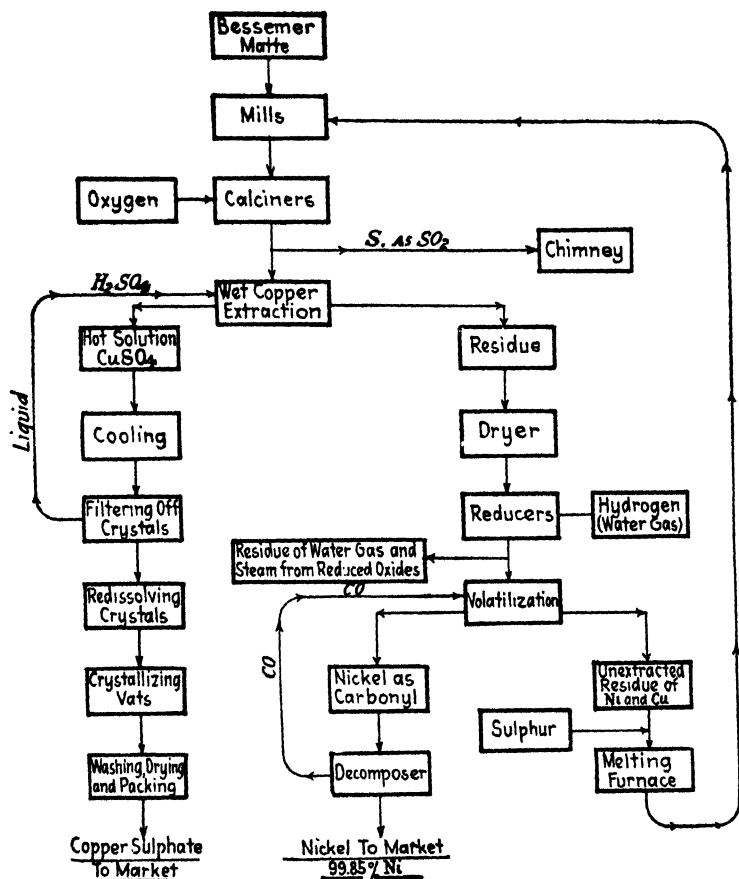 Bessemer
Matte
Mills
Oxygen
Calciners
S. As SO2
Chimney
H2SO4
Wet Copper
Extraction
Hot Solution
CuSO4
Residue
Liquid
Cooling
Dryer
Filtering Off
Crystals
Reducers
Hydrogen
(Water Gas)
Residue of Water Gas and
Steam from Reduced Oxides
CO
Redissolving
Crystals
Volatilization
CO
Crystallizing
Vats
Nickel as
Carbonyl
Unextracted
Residue of
Ni and Cu
Sulphur
Washing, Drying
and Packing
Decomposer
Melting
Furnace
Copper Sulphate
To Market
Nickel To Market
99.85% Ni